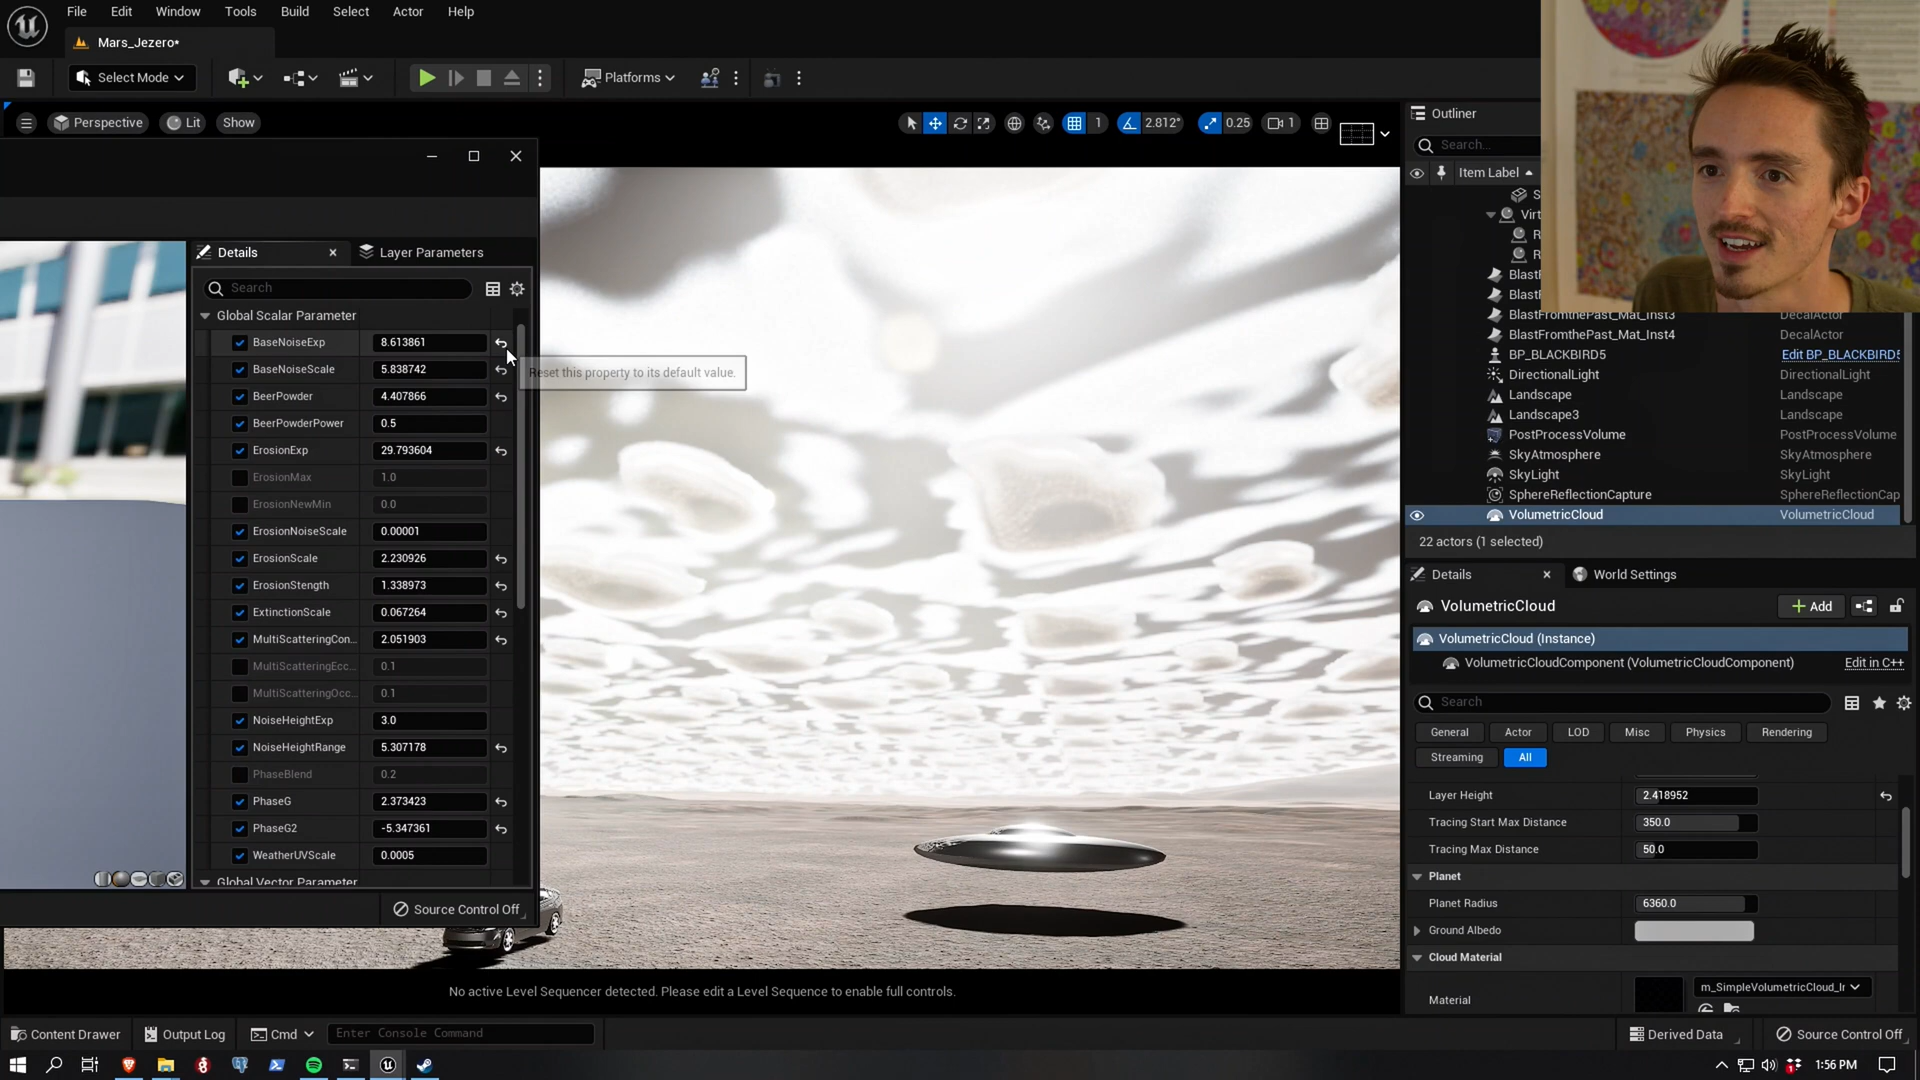 File Edit Window Tools Build Select Actor Help
Mars_Jezero*
Select Mode
Platforms
Perspective Lit Show
1 2.812° 0.25 1
Details Layer Parameters
Search
Global Scalar Parameter
BaseNoiseExp 8.613861
Reset this property to its default value.
BaseNoiseScale 5.838742
BeerPowder 4.407866
BeerPowderPower 0.5
ErosionExp 29.793604
ErosionMax 1.0
ErosionNewMin 0.0
ErosionNoiseScale 0.00001
ErosionScale 2.230926
ErosionStength 1.338973
ExtinctionScale 0.067264
MultiScatteringCon... 2.051903
MultiScatteringEcc... 0.1
MultiScatteringOcc... 0.1
NoiseHeightExp 3.0
NoiseHeightRange 5.307178
PhaseBlend 0.2
PhaseG 2.373423
PhaseG2 -5.347361
WeatherUVScale 0.0005
Global Vector Parameter
Source Control Off
No active Level Sequencer detected. Please edit a Level Sequence to enable full controls.
Outliner
Search...
Item Label
S
Virt
R
R
BlastF
BlastF
BlastFromthePast_Mat_Inst3 DecalActor
BlastFromthePast_Mat_Inst4 DecalActor
BP_BLACKBIRD5 Edit BP_BLACKBIRD5
DirectionalLight DirectionalLight
Landscape Landscape
Landscape3 Landscape
PostProcessVolume PostProcessVolume
SkyAtmosphere SkyAtmosphere
SkyLight SkyLight
SphereReflectionCapture SphereReflectionCap
VolumetricCloud VolumetricCloud
22 actors (1 selected)
Details World Settings
VolumetricCloud Add
VolumetricCloud (Instance)
VolumetricCloudComponent (VolumetricCloudComponent) Edit in C++
Search
General Actor LOD Misc Physics Rendering
Streaming All
Layer Height 2.418952
Tracing Start Max Distance 350.0
Tracing Max Distance 50.0
Planet
Planet Radius 6360.0
Ground Albedo
Cloud Material
Material m_SimpleVolumetricCloud_Ir
Content Drawer Output Log Cmd Enter Console Command Derived Data Source Control Off
1:56 PM